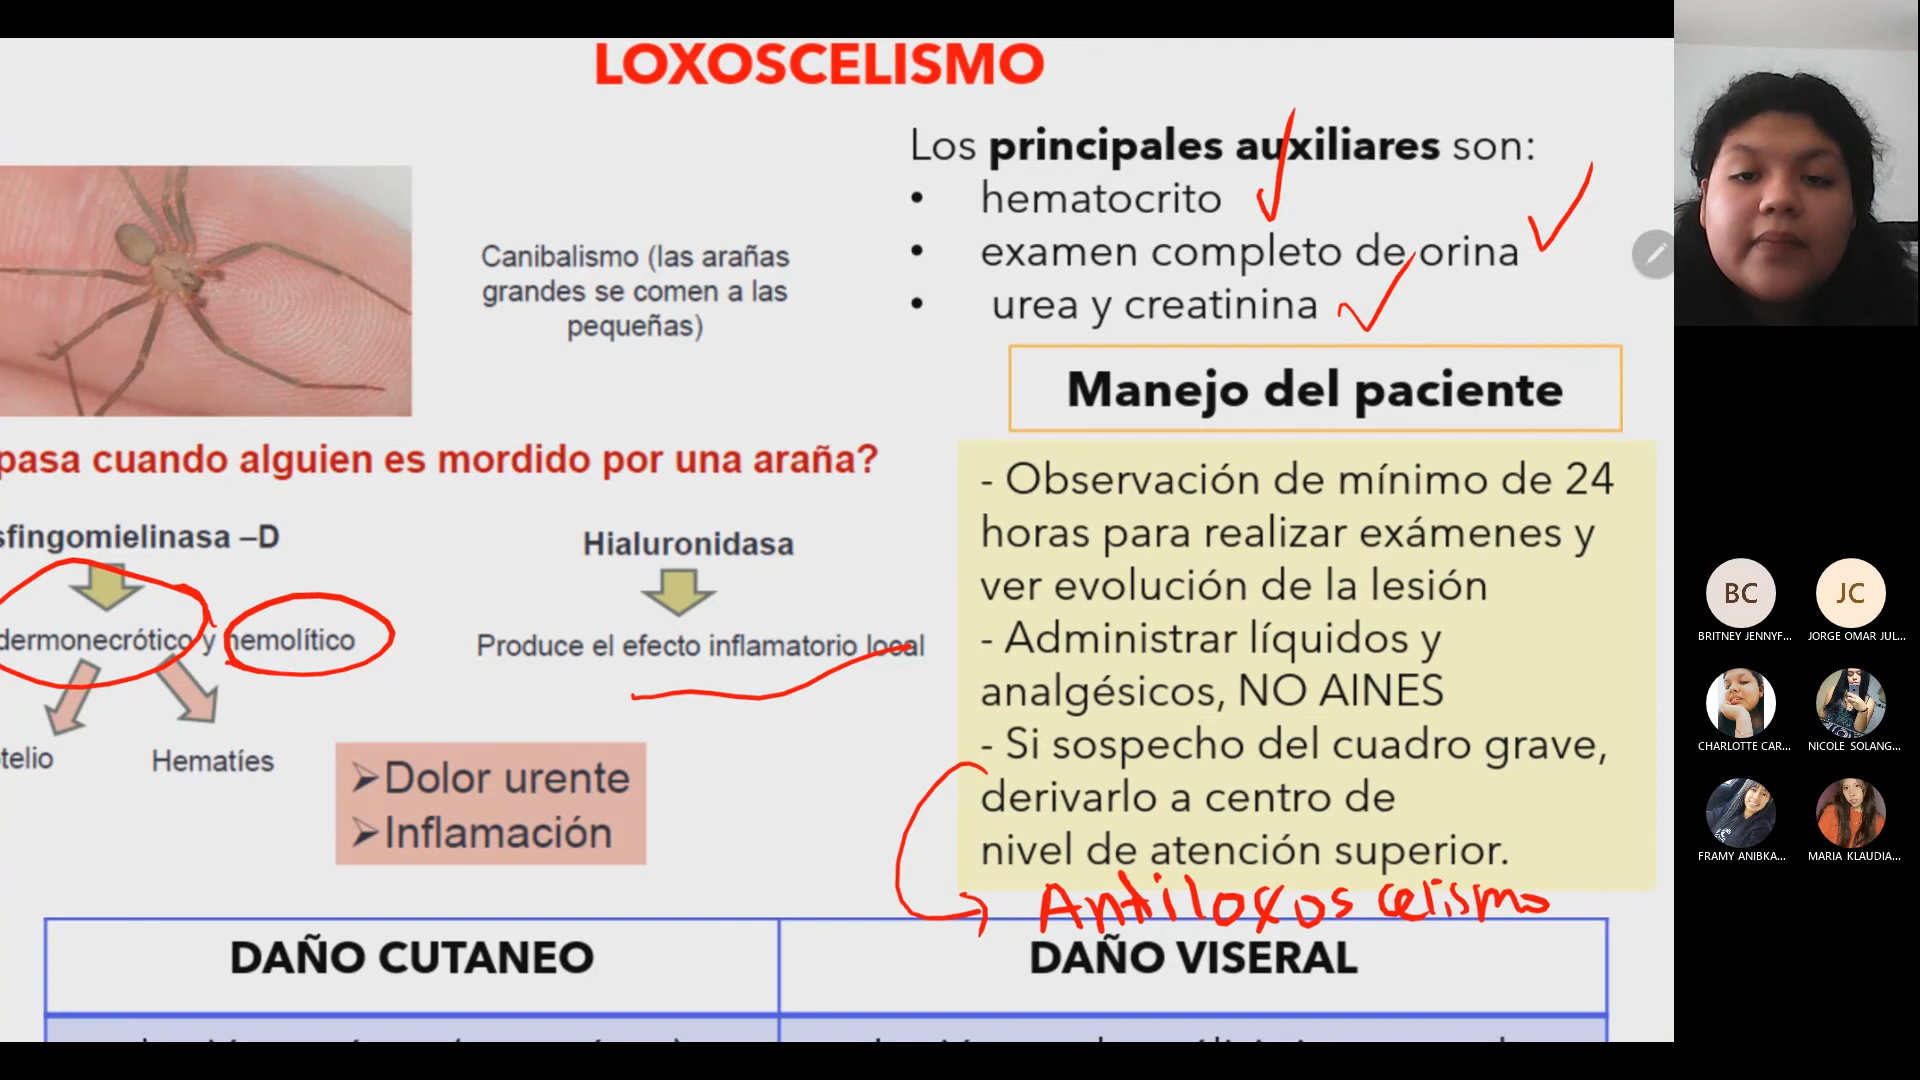 LOXOSCELISMO
Los principales auxiliares son:
• hematocrito
• examen completo de orina
• urea y creatinina
Canibalismo (las arañas
grandes se comen a las
pequeñas)
Manejo del paciente
pasa cuando alguien es mordido por una araña?
sfingomielinasa –D
Hialuronidasa
dermonecrótico y hemolítico
Produce el efecto inflamatorio local
telio
Hematíes
➢Dolor urente
➢Inflamación
- Observación de mínimo de 24
horas para realizar exámenes y
ver evolución de la lesión
- Administrar líquidos y
analgésicos, NO AINES
- Si sospecho del cuadro grave,
derivarlo a centro de
nivel de atención superior.
Antiloxoscelismo
DAÑO CUTANEO
DAÑO VISERAL
BC
JC
BRITNEY JENNYF...
JORGE OMAR JUL...
CHARLOTTE CAR...
NICOLE SOLANG...
FRAMY ANIBKA...
MARIA KLAUDIA...